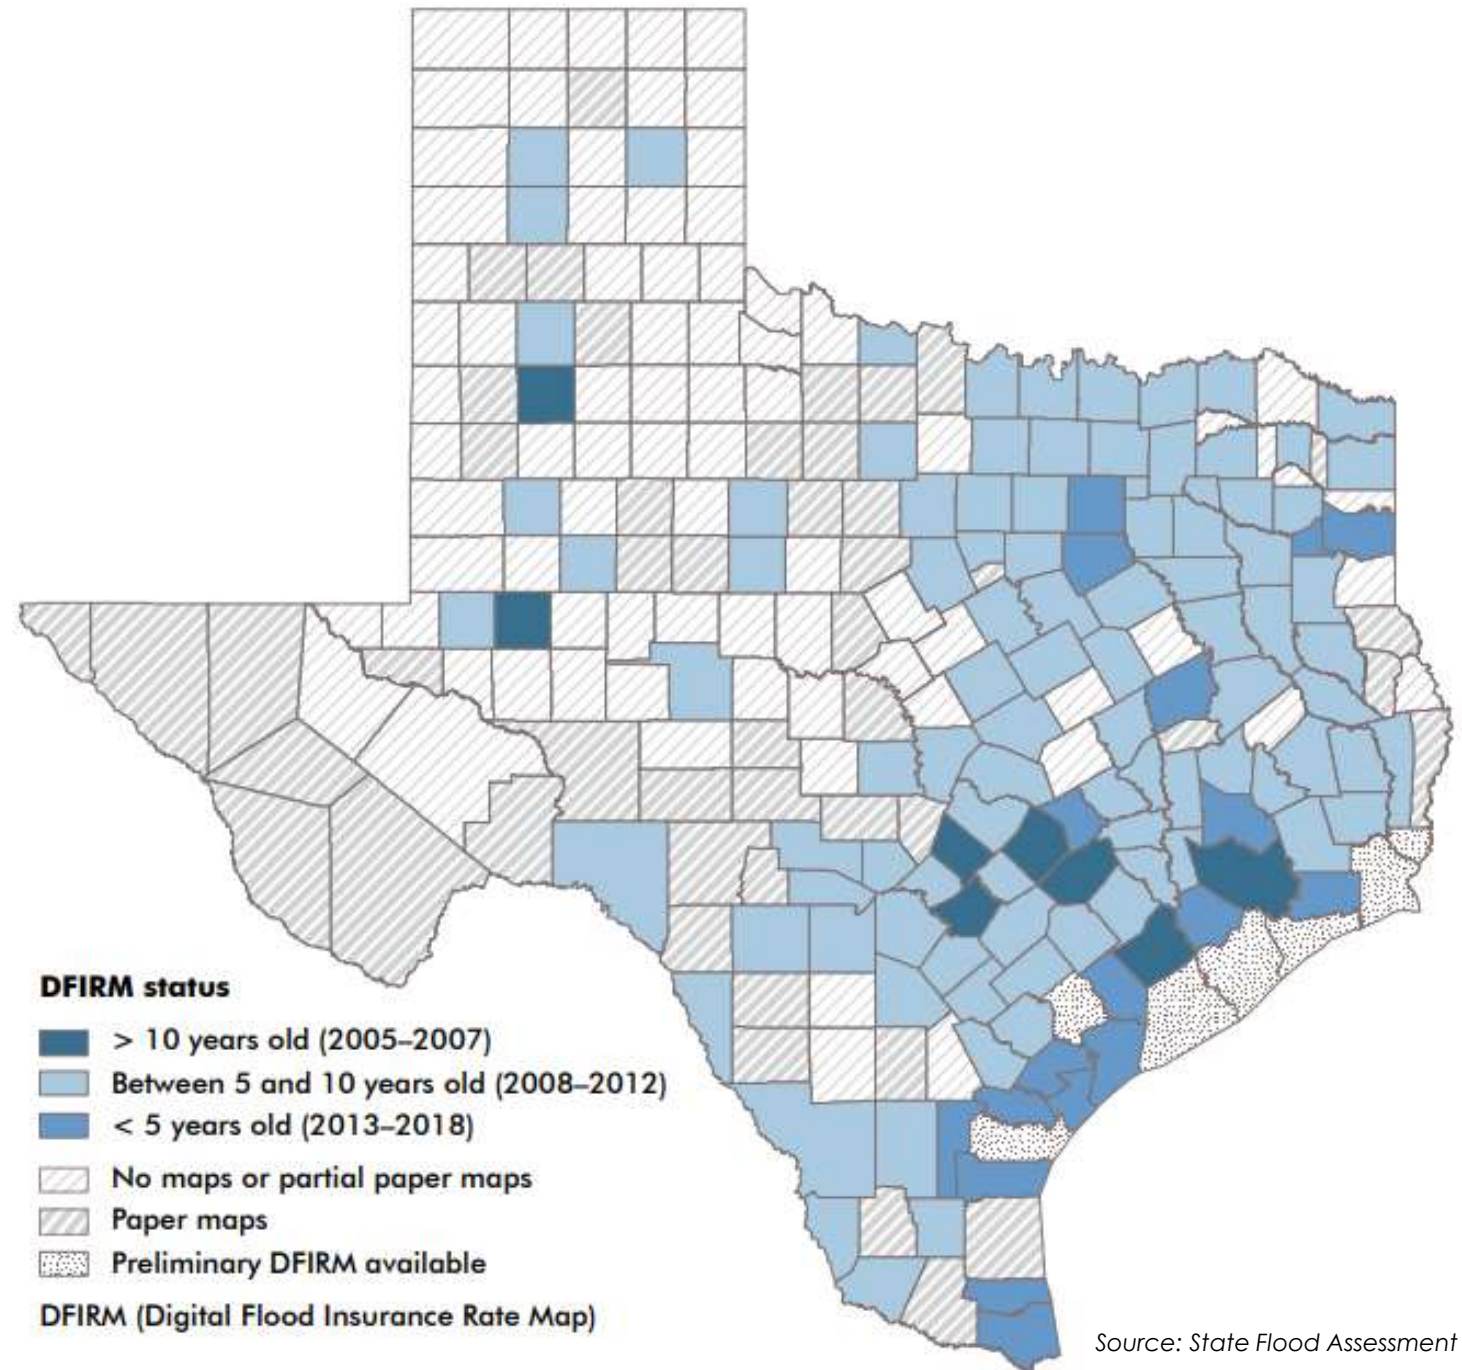 DFIRM status
> 10 years old (2005–2007)
Between 5 and 10 years old (2008–2012)
< 5 years old (2013–2018)
No maps or partial paper maps
Paper maps
Preliminary DFIRM available
DFIRM (Digital Flood Insurance Rate Map)
Source: State Flood Assessment